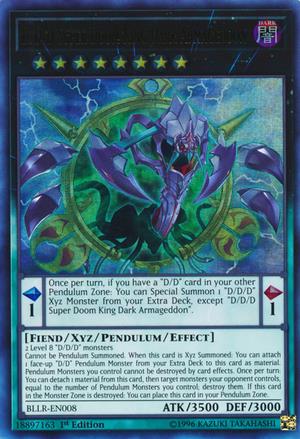 DARK
闇
Once per turn, if you have a "D/D" card in your other
Pendulum Zone: You can Special Summon 1 "D/D/D"
Xyz Monster from your Extra Deck, except "D/D/D
Super Doom King Dark Armageddon".
1
1
[FIEND/XYZ/PENDULUM/EFFECT]
2 Level 8 "D/D/D" monsters
Cannot be Pendulum Summoned. When this card is Xyz Summoned: You can attach
1 face-up "D/D" Pendulum Monster from your Extra Deck to this card as material.
Pendulum Monsters you control cannot be destroyed by card effects. Once per turn:
You can detach 1 material from this card, then target monsters your opponent controls,
equal to the number of Pendulum Monsters you control; destroy them. If this card
in the Monster Zone is destroyed: You can place this card in your Pendulum Zone.
BLLR-EN008
ATK/3500 DEF/3000
18897163
1st Edition
©1996 KAZUKI TAKAHASHI